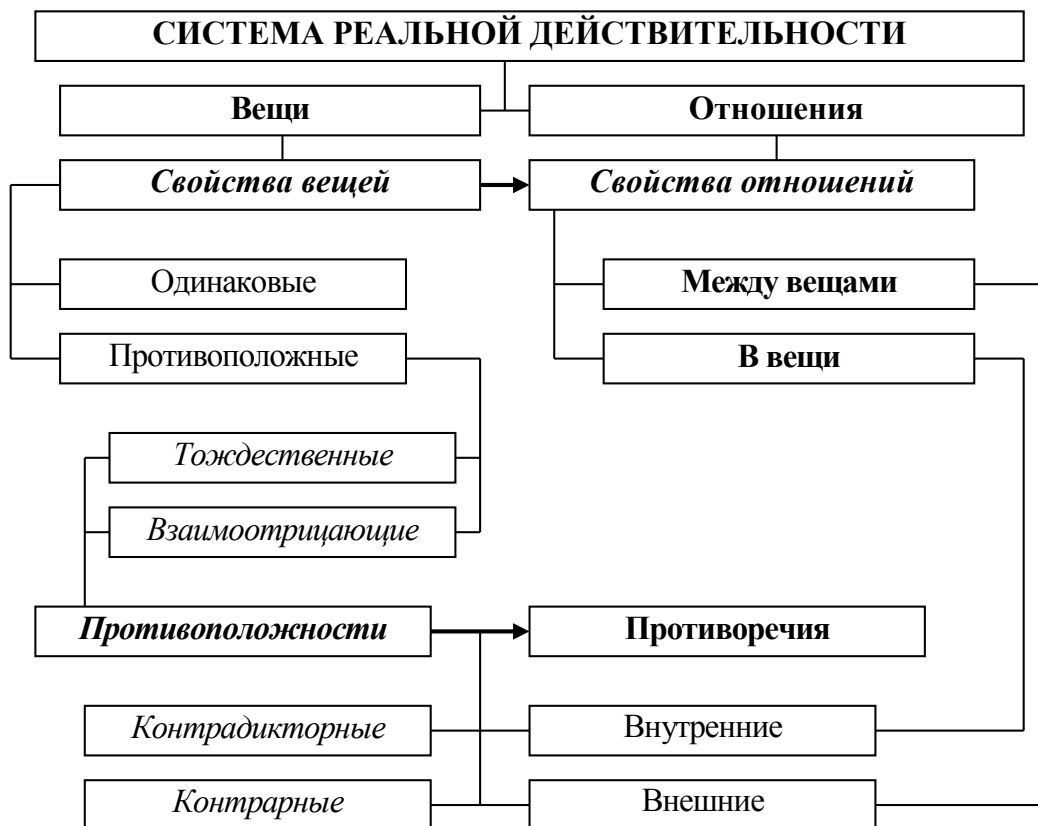 СИСТЕМА РЕАЛЬНОЙ ДЕЙСТВИТЕЛЬНОСТИ
Вещи
Отношения
Свойства вещей
Свойства отношений
Одинаковые
Между вещами
Противоположные
В вещи
Тождественные
Взаимоотрицающие
Противоположности
Противоречия
Контрадикторные
Внутренние
Контрарные
Внешние